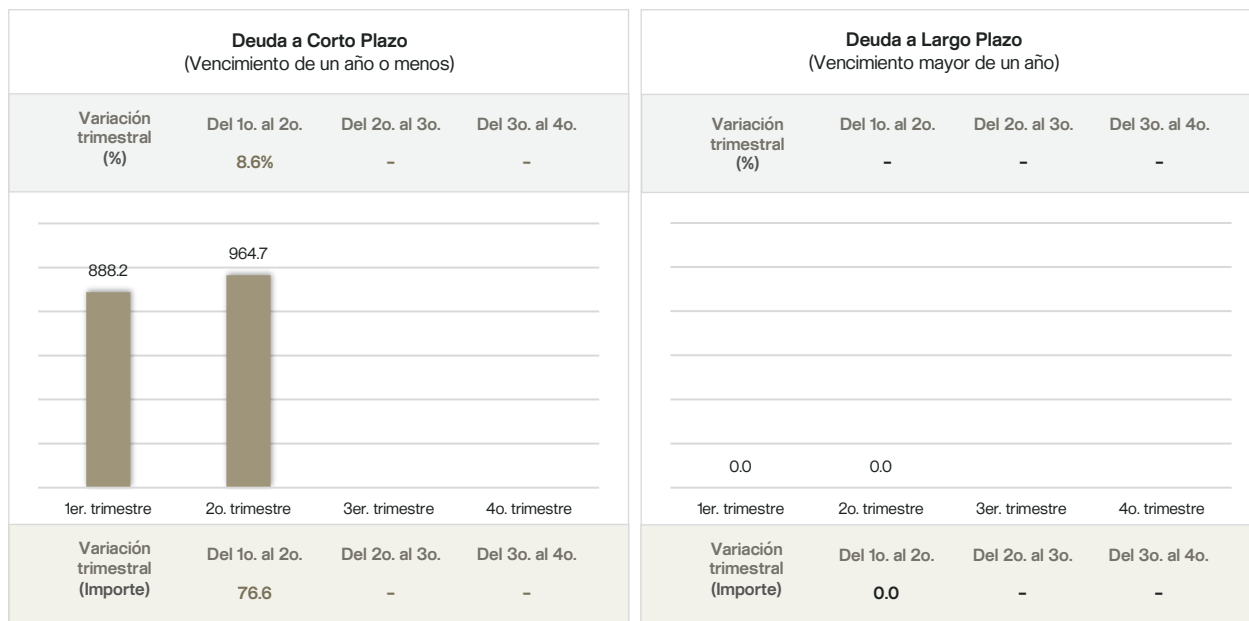 Deuda a Corto Plazo
(Vencimiento de un año o menos)
Variación
trimestral
(%)
Del 1o. al 2o.
Del 2o. al 3o.
Del 3o. al 4o.
8.6%
-
-
888.2
964.7
1er. trimestre
2o. trimestre
3er. trimestre
4o. trimestre
Variación
trimestral
(Importe)
Del 1o. al 2o.
Del 2o. al 3o.
Del 3o. al 4o.
76.6
-
-
Deuda a Largo Plazo
(Vencimiento mayor de un año)
Variación
trimestral
(%)
Del 1o. al 2o.
Del 2o. al 3o.
Del 3o. al 4o.
-
-
-
0.0
0.0
1er. trimestre
2o. trimestre
3er. trimestre
4o. trimestre
Variación
trimestral
(Importe)
Del 1o. al 2o.
Del 2o. al 3o.
Del 3o. al 4o.
0.0
-
-